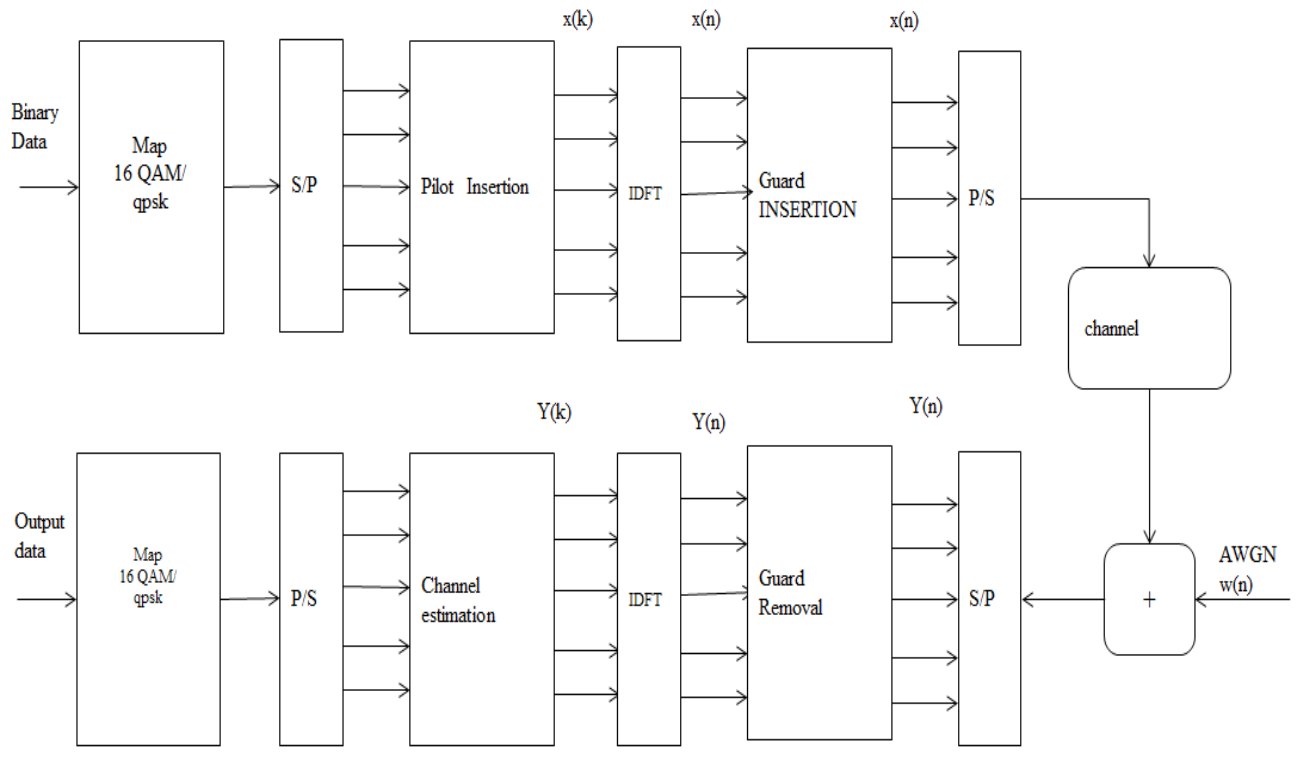 x(k)
x(n)
x(n)
Binary
Data
Map
16 QAM/
qpsk
S/P
Pilot Insertion
IDFT
Guard
INSERTION
P/S
channel
Y(k)
Y(n)
Y(n)
Output
data
Map
16 QAM/
qpsk
P/S
Channel
estimation
IDFT
Guard
Removal
S/P
+
AWGN
w(n)